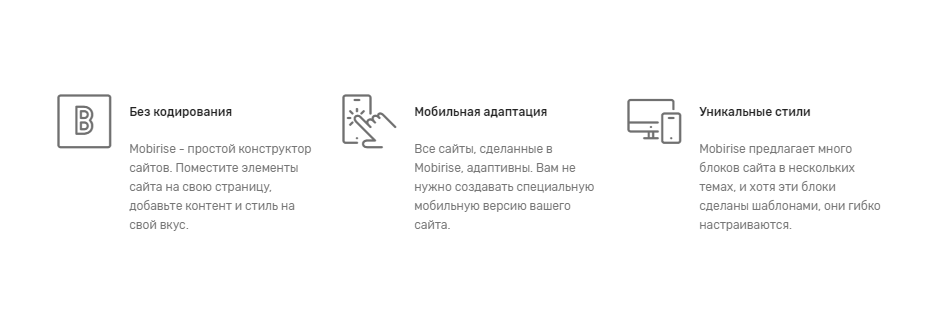 B
Без кодирования
Mobirise - простой конструктор
сайтов. Поместите элементы
сайта на свою страницу,
добавьте контент и стиль на
свой вкус.
Мобильная адаптация
Все сайты, сделанные в
Mobirise, адаптивны. Вам не
нужно создавать специальную
мобильную версию вашего
сайта.
Уникальные стили
Mobirise предлагает много
блоков сайта в нескольких
темах, и хотя эти блоки
сделаны шаблонами, они гибко
настраиваются.